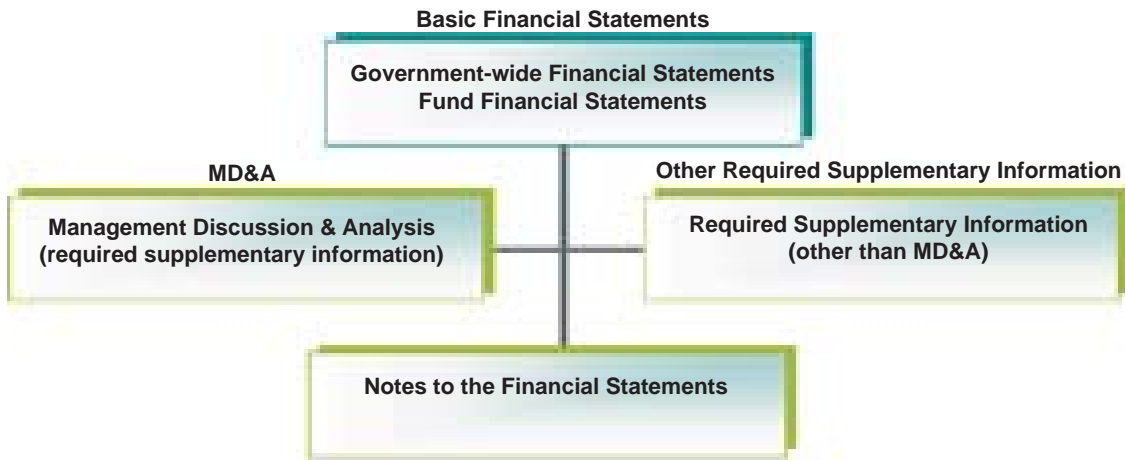 Basic Financial Statements
Government-wide Financial Statements
Fund Financial Statements
MD&A
Management Discussion & Analysis
(required supplementary information)
Other Required Supplementary Information
Required Supplementary Information
(other than MD&A)
Notes to the Financial Statements